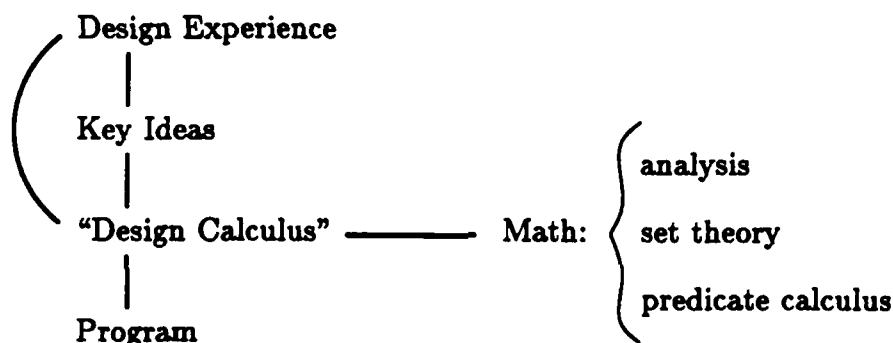 Design Experience
Key Ideas
analysis
“Design Calculus”
Math:
set theory
predicate calculus
Program